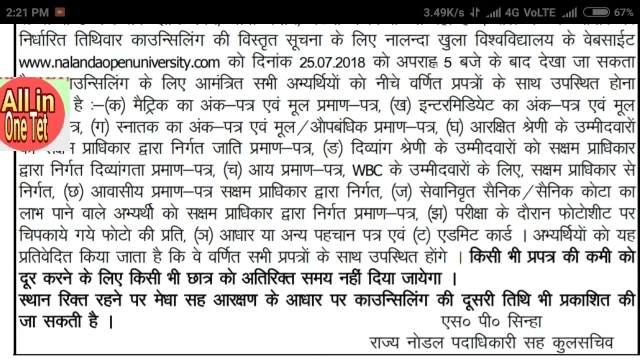 2:21 PM
3.49K/s 4G VoLTE 67%
निर्धारित तिथिवार काउन्सिलिंग की विस्तृत सूचना के लिए नालन्दा खुला विश्वविद्यालय के वेबसाईट
www.nalandaopenuniversity.com को दिनांक 25.07.2018 को अपराह्न 5 बजे के बाद देखा जा सकता
उन्सिलिंग के लिए आमंत्रित सभी अभ्यर्थियों को नीचे वर्णित प्रपत्रों के साथ उपस्थित होना
All in
One Tet
है :–(क) मैट्रिक का अंक–पत्र एवं मूल प्रमाण–पत्र, (ख) इन्टरमिडियेट का अंक–पत्र एवं मूल
त्र, (ग) स्नातक का अंक–पत्र एवं मूल/औपबंधिक प्रमाण–पत्र, (घ) आरक्षित श्रेणी के उम्मीदवारों
प्राधिकार द्वारा निर्गत जाति प्रमाण–पत्र, (ङ) दिव्यांग श्रेणी के उम्मीदवारों को सक्षम प्राधिकार
द्वारा निर्गत दिव्यांगता प्रमाण–पत्र, (च) आय प्रमाण–पत्र, WBC के उम्मीदवारों के लिए, सक्षम प्राधिकार से
निर्गत, (छ) आवासीय प्रमाण–पत्र सक्षम प्राधिकार द्वारा निर्गत, (ज) सेवानिवृत सैनिक/सैनिक कोटा का
लाभ पाने वाले अभ्यर्थी को सक्षम प्राधिकार द्वारा निर्गत प्रमाण–पत्र, (झ) परीक्षा के दौरान फोटोशीट पर
चिपकाये गये फोटो की प्रति, (ञ) आधार या अन्य पहचान पत्र एवं (ट) एडमिट कार्ड । अभ्यर्थियों को यह
प्रतिवेदित किया जाता है कि वे वर्णित सभी प्रपत्रों के साथ उपस्थित होंगे । किसी भी प्रपत्र की कमी को
दूर करने के लिए किसी भी छात्र को अतिरिक्त समय नहीं दिया जायेगा ।
स्थान रिक्त रहने पर मेधा सह आरक्षण के आधार पर काउन्सिलिंग की दूसरी तिथि भी प्रकाशित की
जा सकती है ।
एस० पी० सिन्हा
राज्य नोडल पदाधिकारी सह कुलसचिव